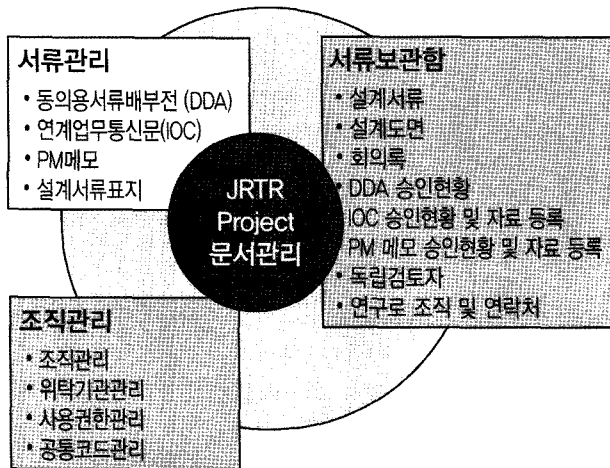 서류관리
• 동의용서류배부전 (DDA)
• 연계업무통신문(IOC)
• PM메모
• 설계서류표지
JRTR
Project
문서관리
서류보관함
• 설계서류
• 설계도면
• 회의록
• DDA 승인현황
IOC 승인현황 및 자료 등록
PM 메모 승인현황 및 자료 등록
• 독립검토자
• 연구로 조직 및 연락처
조직관리
• 조직관리
• 위탁기관관리
• 사용권한관리
• 공통코드관리